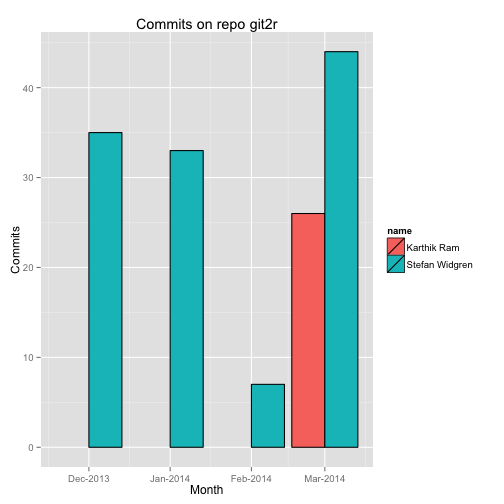 Commits on repo git2r
Commits
40
30
20
10
0
Dec-2013 Jan-2014 Feb-2014 Mar-2014
Month
name
Karthik Ram
Stefan Widgren